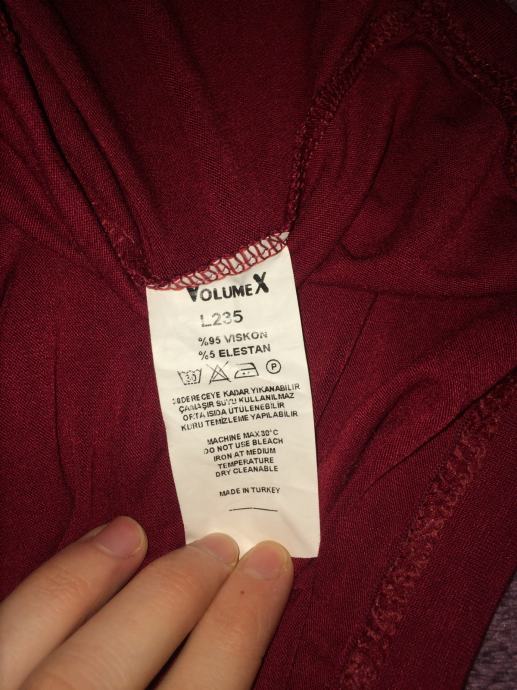 VOLUMEX
L235
%95 VISKON
%5 ELESTAN
30 P
30DERECEYE KADAR YIKANABILIR
ÇAMAŞIR SUYU KULLANILMAZ
ORTA ISIDA ÜTÜLENEBILIR
KURU TEMIZLEME YAPILABILIR
MACHINE MAX 30°C
DO NOT USE BLEACH
IRON AT MEDIUM
TEMPERATURE
DRY CLEANABLE
MADE IN TURKEY